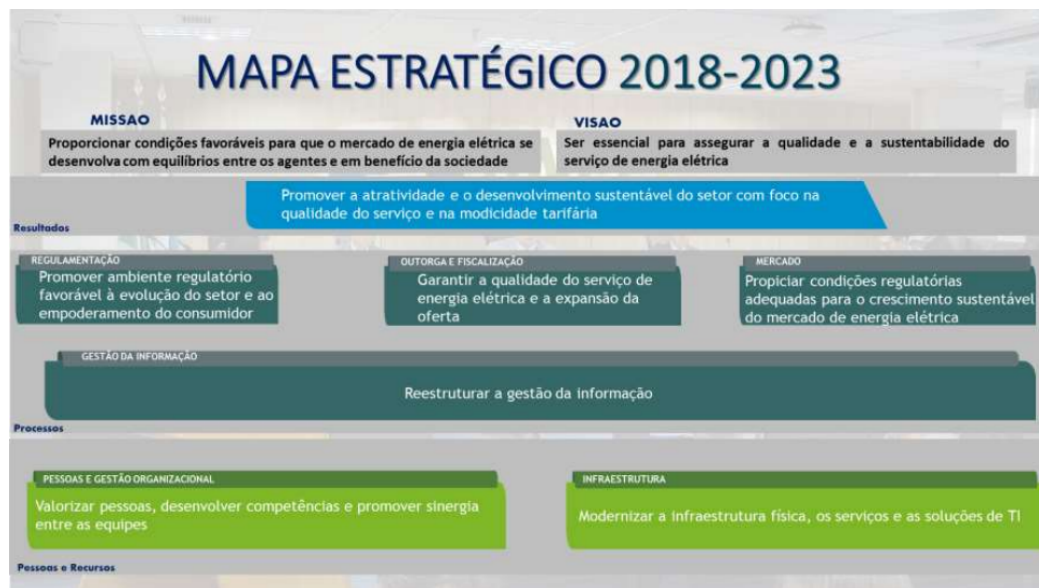 MAPA ESTRATÉGICO 2018-2023
MISSAO
Proporcionar condições favoráveis para que o mercado de energia elétrica se
desenvolva com equilíbrios entre os agentes e em benefício da sociedade
VISAO
Ser essencial para assegurar a qualidade e a sustentabilidade do
serviço de energia elétrica
Promover a atratividade e o desenvolvimento sustentável do setor com foco na
qualidade do serviço e na modicidade tarifária
Resultados
REGULAMENTAÇÃO
Promover ambiente regulatório
favorável à evolução do setor e ao
empoderamento do consumidor
OUTORGA E FISCALIZAÇÃO
Garantir a qualidade do serviço de
energia elétrica e a expansão da
oferta
MERCADO
Propiciar condições regulatórias
adequadas para o crescimento sustentável
do mercado de energia elétrica
GESTÃO DA INFORMAÇÃO
Reestruturar a gestão da informação
Processos
PESSOAS E GESTÃO ORGANIZACIONAL
Valorizar pessoas, desenvolver competências e promover sinergia
entre as equipes
INFRAESTRUTURA
Modernizar a infraestrutura física, os serviços e as soluções de TI
Pessoas e Recursos